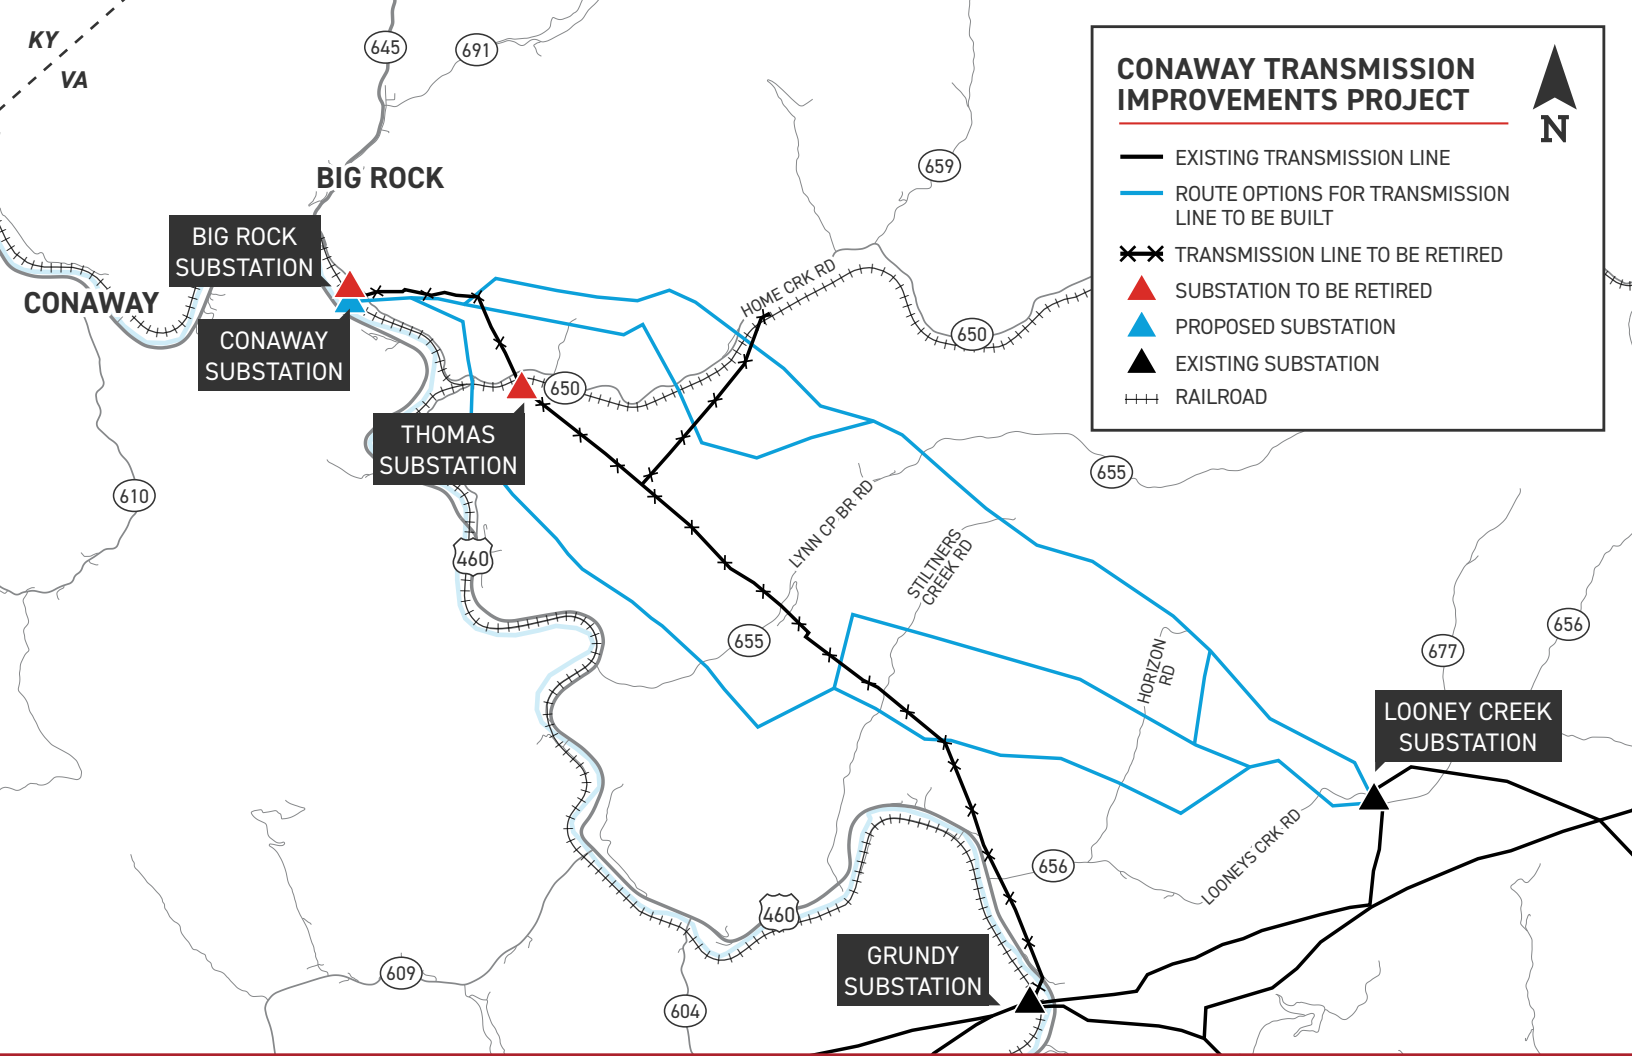 KY
VA
645
691
CONAWAY TRANSMISSION
IMPROVEMENTS PROJECT
N
EXISTING TRANSMISSION LINE
ROUTE OPTIONS FOR TRANSMISSION
LINE TO BE BUILT
TRANSMISSION LINE TO BE RETIRED
SUBSTATION TO BE RETIRED
PROPOSED SUBSTATION
EXISTING SUBSTATION
RAILROAD
659
BIG ROCK
BIG ROCK
SUBSTATION
CONAWAY
CONAWAY
SUBSTATION
HOME CRK RD
650
650
THOMAS
SUBSTATION
655
610
LYNN CP BR RD
STILTNERS
CREEK RD
460
655
HORIZON
RD
677
656
LOONEY CREEK
SUBSTATION
LOONEYS CRK RD
656
460
GRUNDY
SUBSTATION
609
604